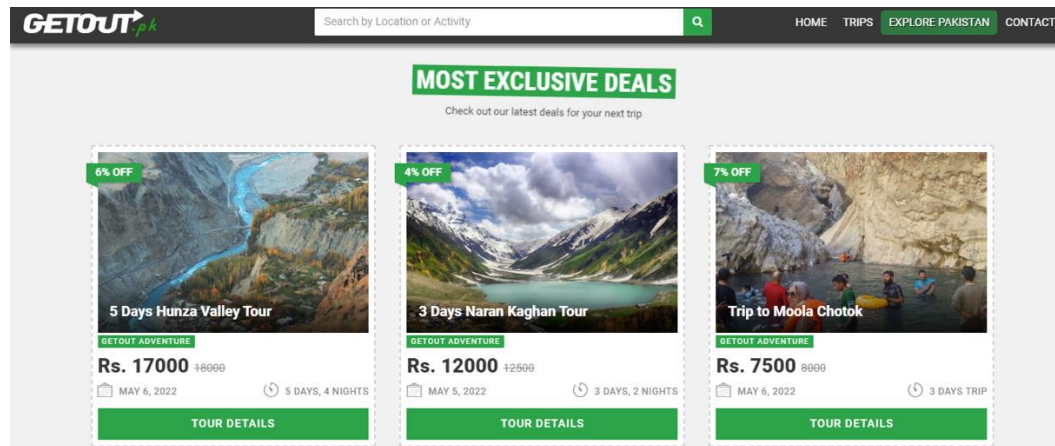 GETOUT.pk
Search by Location or Activity
HOME TRIPS EXPLORE PAKISTAN CONTACT
MOST EXCLUSIVE DEALS
Check out our latest deals for your next trip
6% OFF
5 Days Hunza Valley Tour
GETOUT ADVENTURE
Rs. 17000 18000
MAY 6, 2022 5 DAYS, 4 NIGHTS
TOUR DETAILS
4% OFF
3 Days Naran Kaghan Tour
GETOUT ADVENTURE
Rs. 12000 12500
MAY 5, 2022 3 DAYS, 2 NIGHTS
TOUR DETAILS
7% OFF
Trip to Moola Chotok
GETOUT ADVENTURE
Rs. 7500 8000
MAY 6, 2022 3 DAYS TRIP
TOUR DETAILS